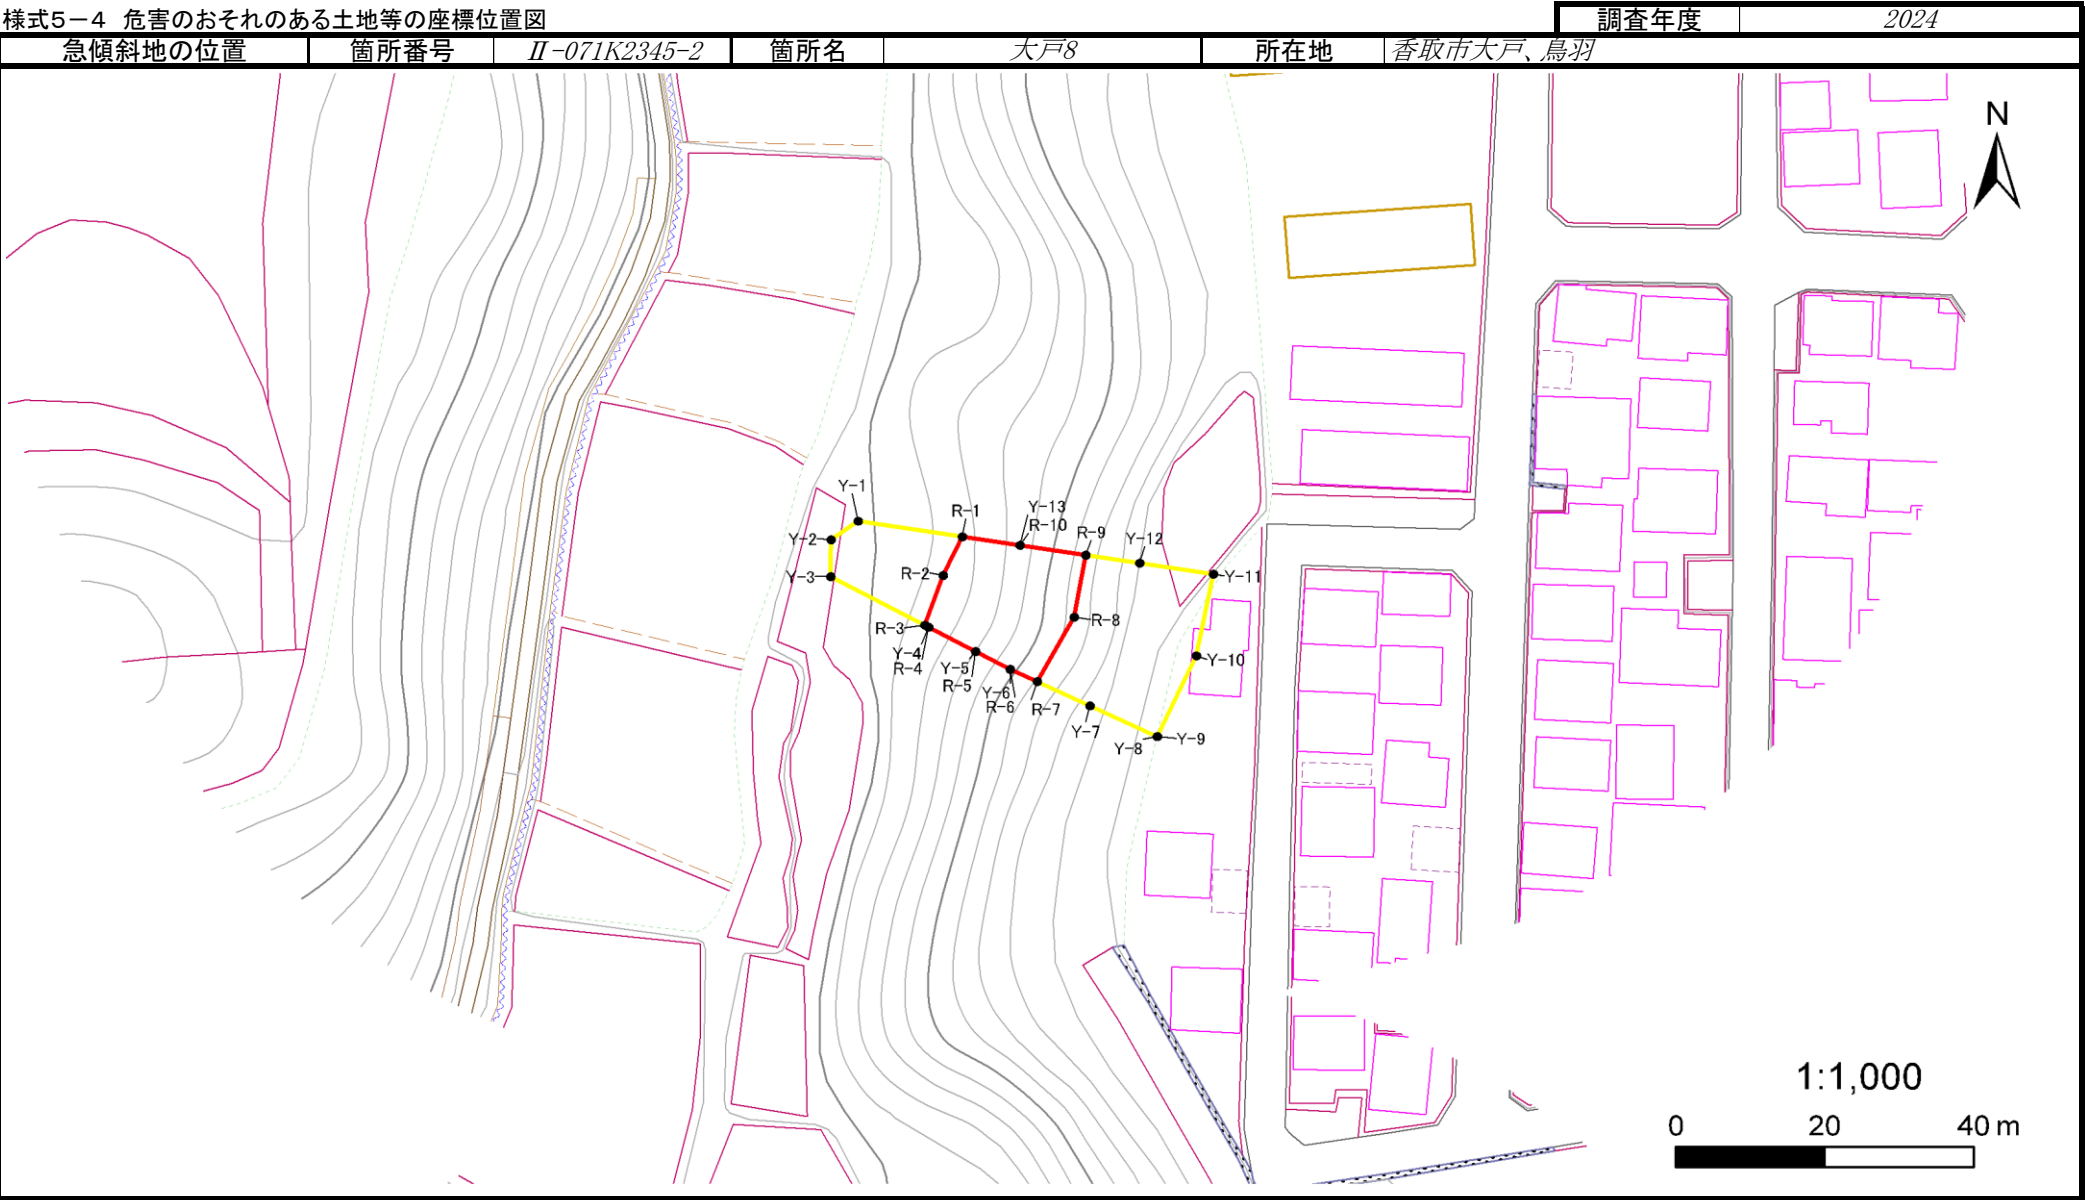 様式5－4 危害のおそれのある土地等の座標位置図
調査年度 2024
急傾斜地の位置 箇所番号 Ⅱ-071K2345-2 箇所名 大戸8 所在地 香取市大戸、鳥羽
N
Y-1
R-1
Y-13
R-10
R-9
Y-12
Y-2
Y-3
R-2
Y-11
R-3
Y-4
R-4
R-8
Y-5
R-5
Y-10
Y-6
R-6
R-7
Y-7
Y-8
Y-9
1:1,000
0 20 40 m